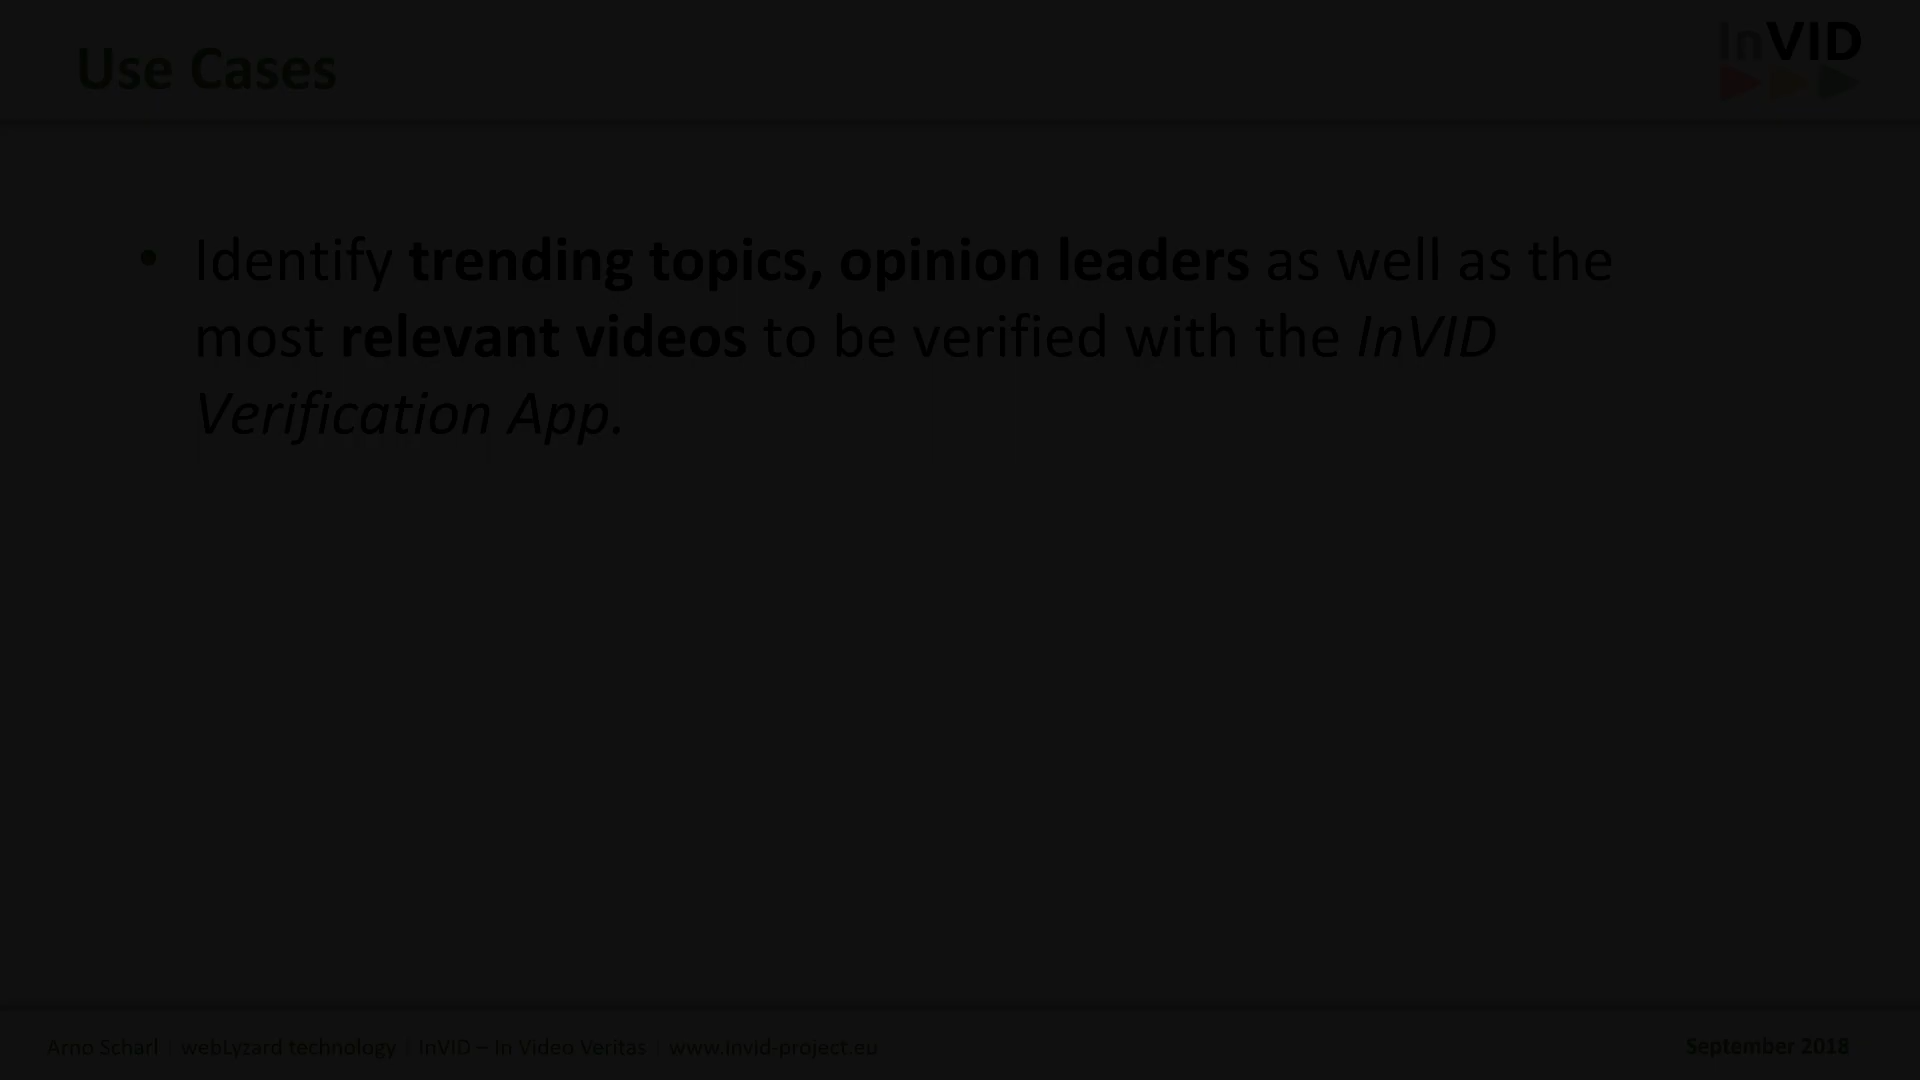 Use Cases
InVID
• Identify trending topics, opinion leaders as well as the
most relevant videos to be verified with the InVID
Verification App.
Arno Scharl | webLyzard technology | InVID – In Video Veritas | www.invid-project.eu
September 2018